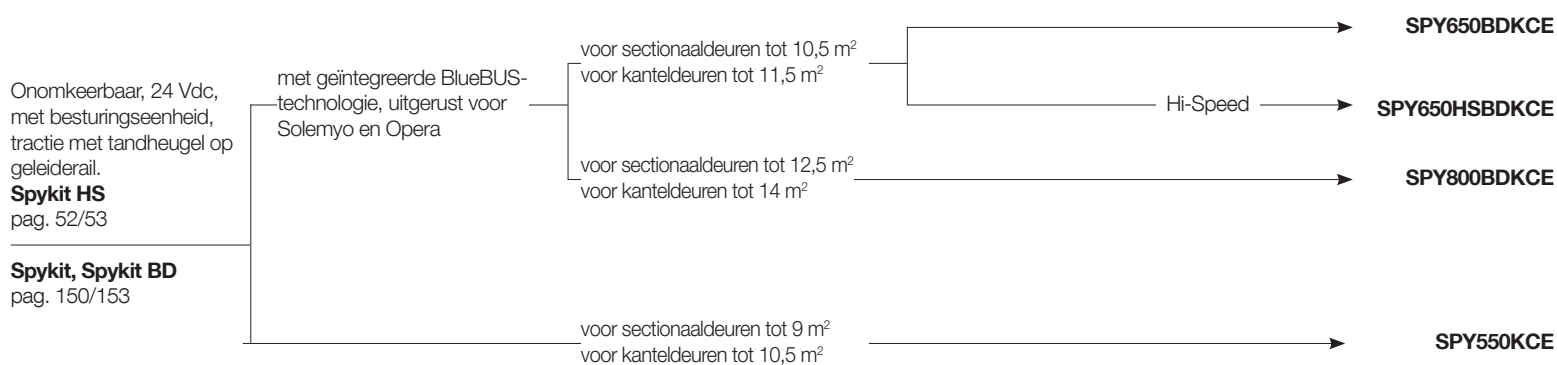 Onomkeerbaar, 24 Vdc,
met besturingseenheid,
tractie met tandheugel op
geleiderail.
Spykit HS
pag. 52/53
Spykit, Spykit BD
pag. 150/153
met geïntegreerde BlueBUS-
technologie, uitgerust voor
Solemyo en Opera
voor sectionaaldeuren tot 10,5 m²
voor kanteldeuren tot 11,5 m²
SPY650BDKCE
Hi-Speed
SPY650HSBDKCE
voor sectionaaldeuren tot 12,5 m²
voor kanteldeuren tot 14 m²
SPY800BDKCE
voor sectionaaldeuren tot 9 m²
voor kanteldeuren tot 10,5 m²
SPY550KCE